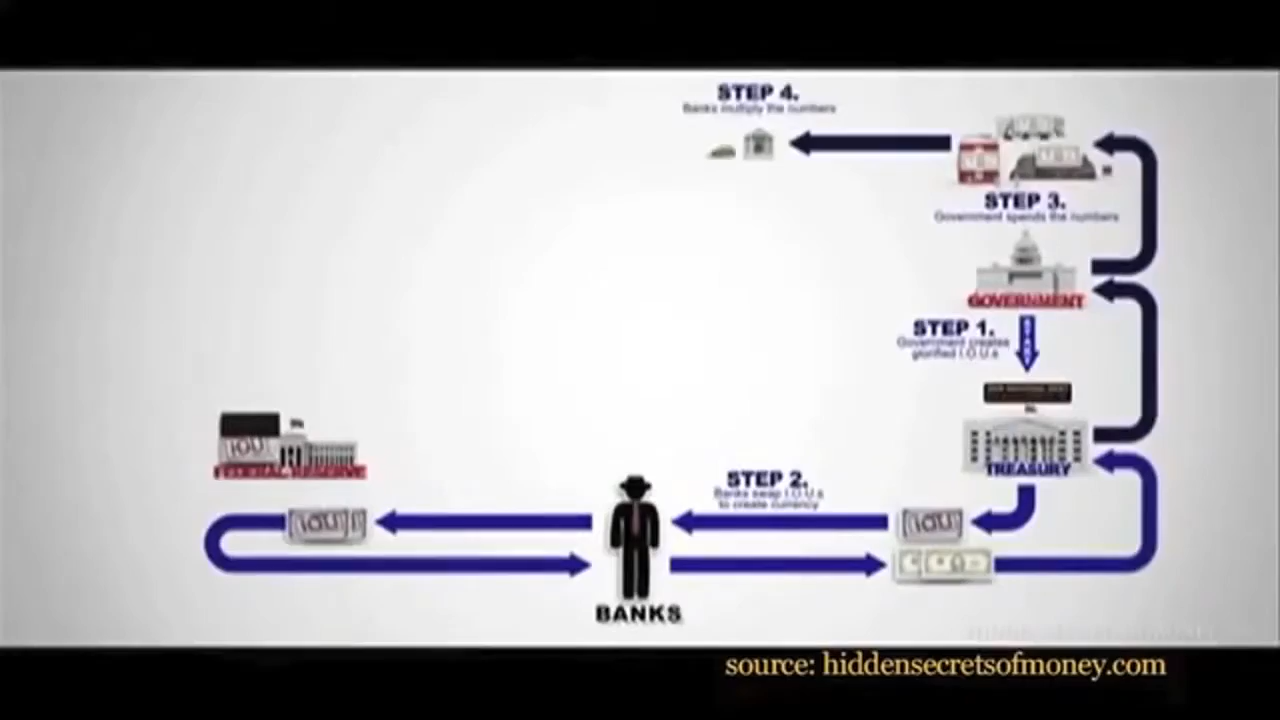 STEP 4.
Banks multiply the numbers
STEP 3.
Government spends the numbers
GOVERNMENT
STEP 1.
START
Government creates
glorified I.O.U.s
TREASURY
FEDERAL RESERVE
STEP 2.
Banks swap I.O.U.s
to create currency
IOU
IOU
IOU
BANKS
source: hiddensecretsofmoney.com